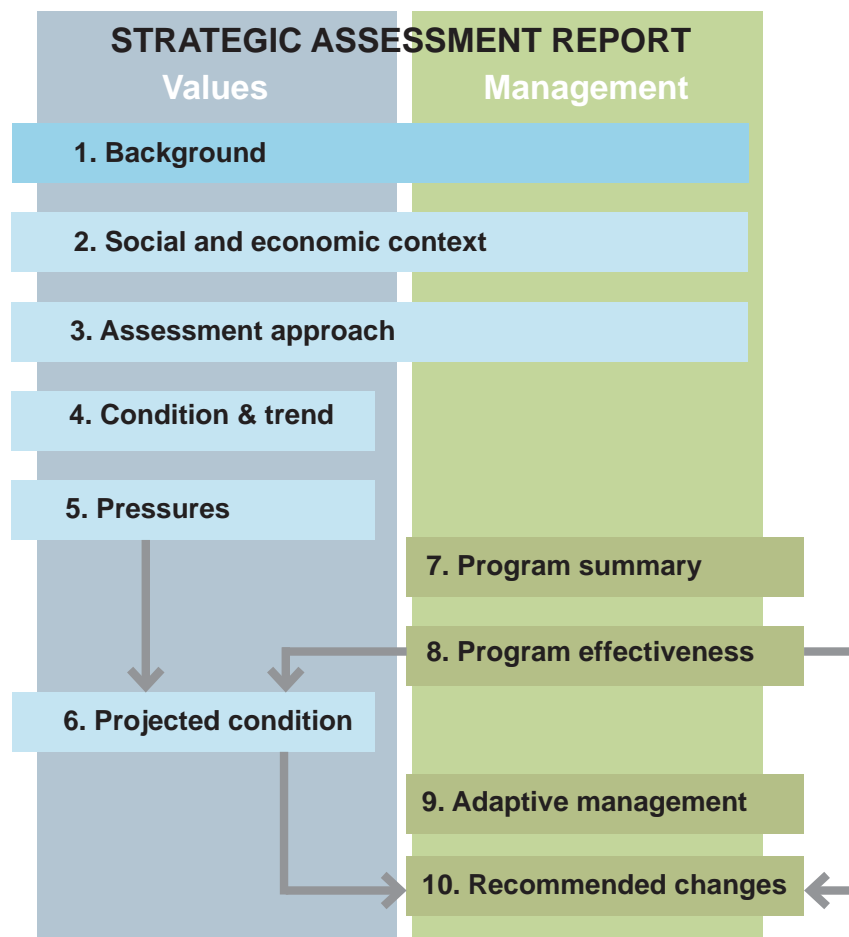 STRATEGIC ASSESSMENT REPORT
Values
Management
1. Background
2. Social and economic context
3. Assessment approach
4. Condition & trend
5. Pressures
7. Program summary
8. Program effectiveness
6. Projected condition
9. Adaptive management
10. Recommended changes